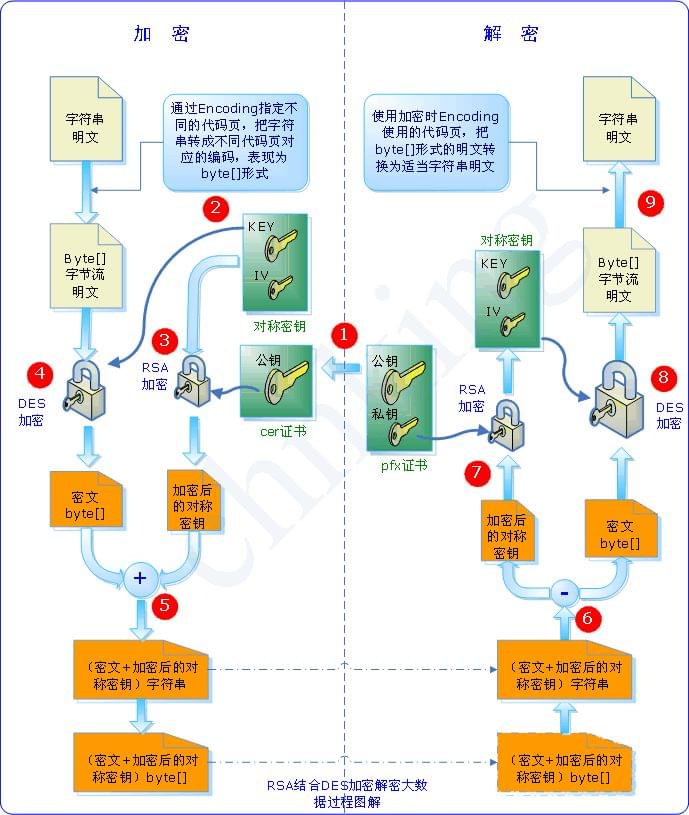 加 密
解 密
字符串
明文
通过Encoding指定不
同的代码页，把字符
串转成不同代码页对
应的编码，表现为
byte[]形式
使用加密时Encoding
使用的代码页，把
byte[]形式的明文转
换为适当字符串明文
字符串
明文
2
9
Byte[]
字节流
明文
KEY
IV
对称密钥
对称密钥
KEY
IV
Byte[]
字节流
明文
1
3
4
RSA
加密
DES
加密
公钥
cer证书
公钥
私钥
pfx证书
RSA
加密
7
8
DES
加密
密文
byte[]
加密后
的对称
密钥
加密后
的对称
密钥
密文
byte[]
+
5
-
6
（密文+加密后的对
称密钥）字符串
（密文+加密后的对
称密钥）字符串
（密文+加密后的对
称密钥）byte[]
（密文+加密后的对
称密钥）byte[]
RSA结合DES加密解密大数
据过程图解